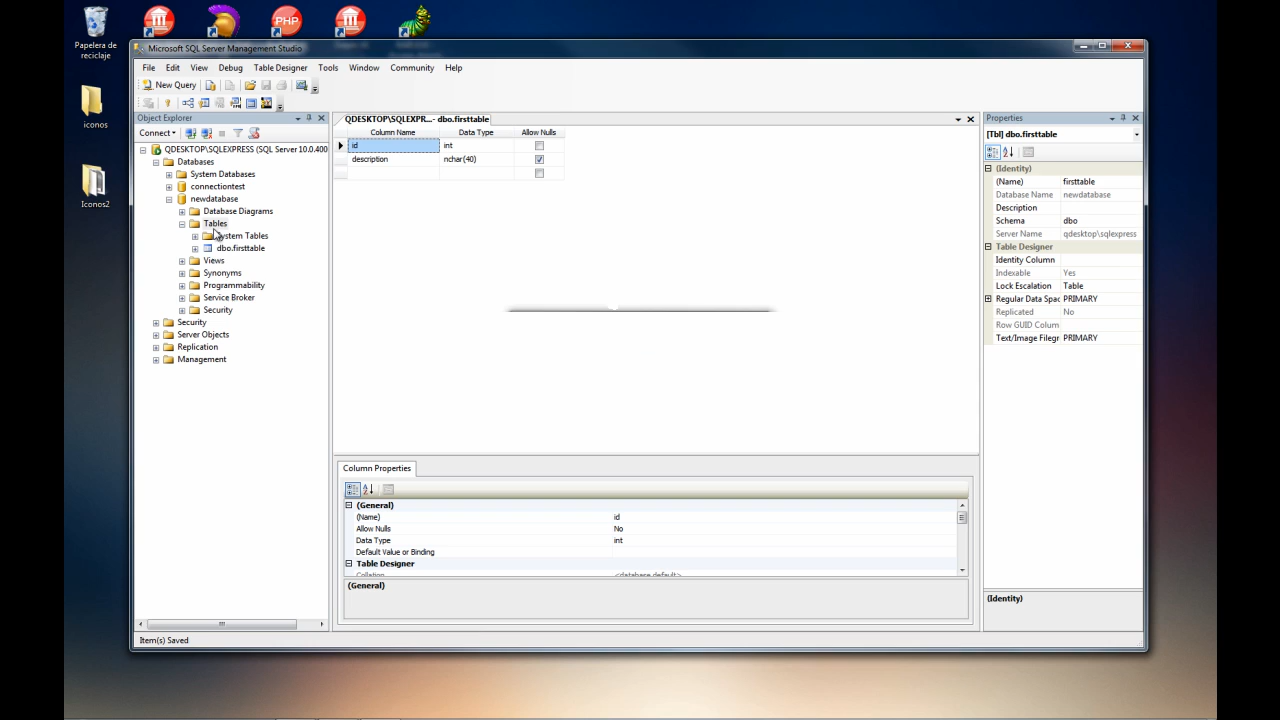 Papelera de
reciclaje
iconos
Iconos2
PHP
Microsoft SQL Server Management Studio
File Edit View Debug Table Designer Tools Window Community Help
New Query
Object Explorer
Connect
QDESKTOP\SQLEXPRESS (SQL Server 10.0.400
Databases
System Databases
connectiontest
newdatabase
Database Diagrams
Tables
System Tables
dbo.firsttable
Views
Synonyms
Programmability
Service Broker
Security
Security
Server Objects
Replication
Management
QDESKTOP\SQLEXPR...- dbo.firsttable
Column Name Data Type Allow Nulls
id int
description nchar(40)
Column Properties
(General)
(Name) id
Allow Nulls No
Data Type int
Default Value or Binding
Table Designer
Collation <database default>
(General)
Properties
[Tbl] dbo.firsttable
(Identity)
(Name) firsttable
Database Name newdatabase
Description
Schema dbo
Server Name qdesktop\sqlexpress
Table Designer
Identity Column
Indexable Yes
Lock Escalation Table
Regular Data Spac PRIMARY
Replicated No
Row GUID Colum
Text/Image Filegr PRIMARY
(Identity)
Item(s) Saved